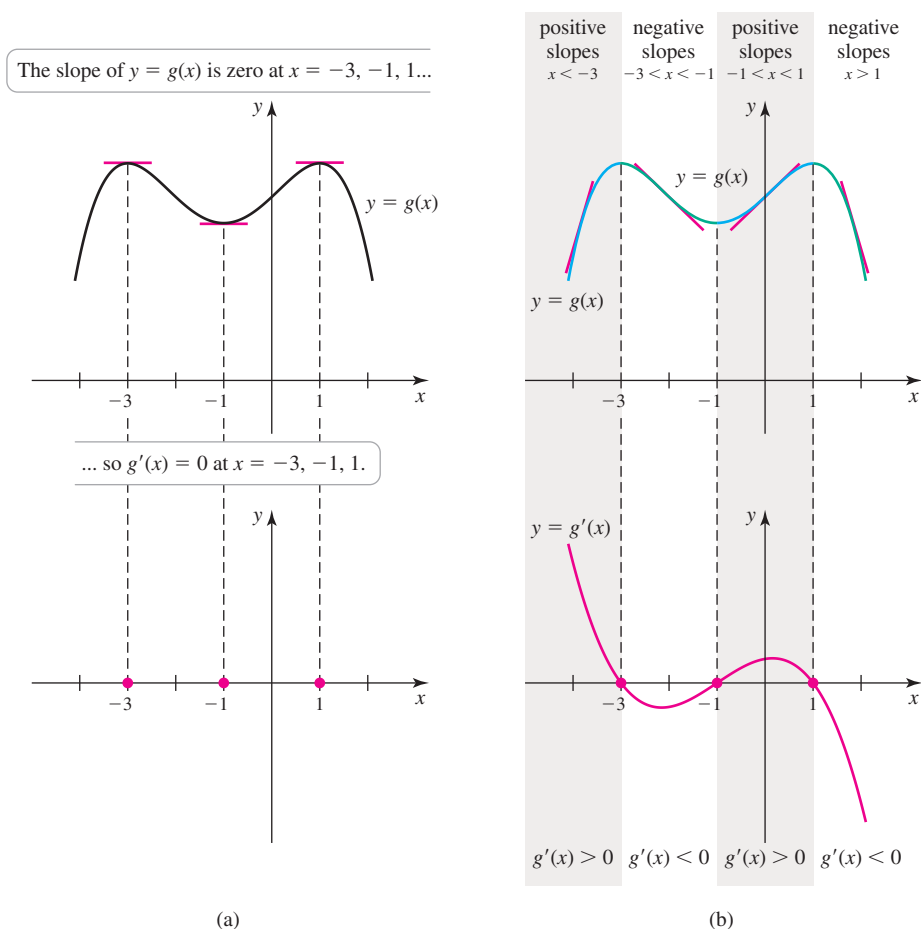 The slope of y = g(x) is zero at x = −3, −1, 1...
y
y = g(x)
−3
−1
1
x
... so g′(x) = 0 at x = −3, −1, 1.
y
−3
−1
1
x
(a)
positive
slopes
x < −3
negative
slopes
−3 < x < −1
positive
slopes
−1 < x < 1
negative
slopes
x > 1
y
y = g(x)
y = g(x)
−3
−1
1
x
y
y = g′(x)
−3
−1
1
x
g′(x) > 0
g′(x) < 0
g′(x) > 0
g′(x) < 0
(b)